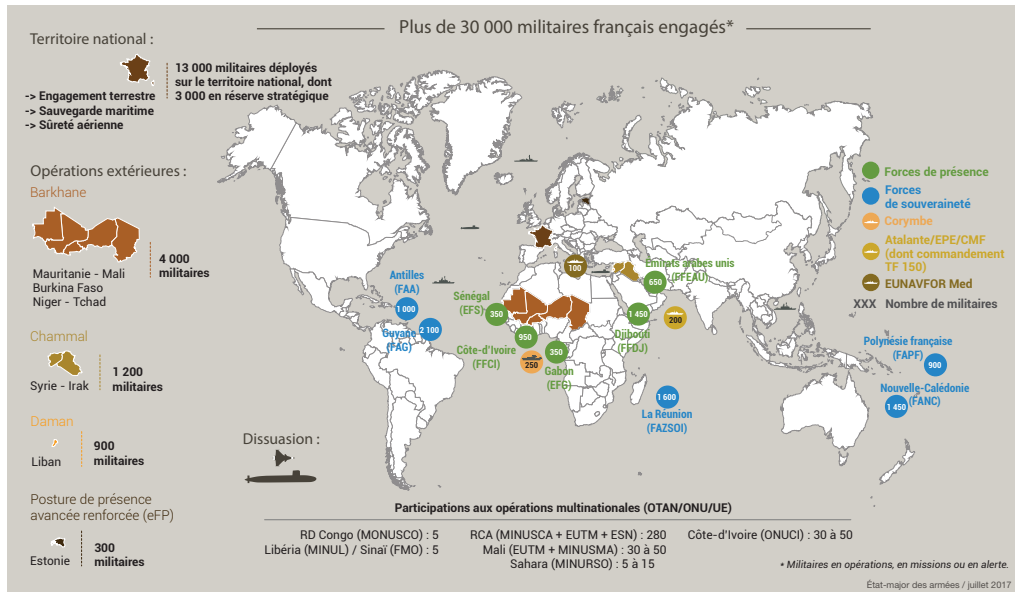 Plus de 30 000 militaires français engagés*
Territoire national :
13 000 militaires déployés
sur le territoire national, dont
3 000 en réserve stratégique
-> Engagement terrestre
-> Sauvegarde maritime
-> Sûreté aérienne
Opérations extérieures :
Barkhane
4 000
militaires
Mauritanie - Mali
Burkina Faso
Niger - Tchad
Chammal
1 200
militaires
Syrie - Irak
Daman
900
militaires
Liban
Posture de présence
avancée renforcée (eFP)
300
militaires
Estonie
Antilles
(FAA)
1 000
Guyane
(FAG)
2 100
Sénégal
(EFS)
350
Côte-d'Ivoire
(FFCI)
950
250
Gabon
(EFG)
350
100
Émirats arabes unis
(FFEAU)
650
Djibouti
(FFDJ)
1 450
200
La Réunion
(FAZSOI)
1 600
Polynésie française
(FAPF)
900
Nouvelle-Calédonie
(FANC)
1 450
Forces de présence
Forces
de souveraineté
Corymbe
Atalante/EPE/CMF
(dont commandement
TF 150)
EUNAVFOR Med
XXX Nombre de militaires
Dissuasion :
Participations aux opérations multinationales (OTAN/ONU/UE)
RD Congo (MONUSCO) : 5
Libéria (MINUL) / Sinaï (FMO) : 5
RCA (MINUSCA + EUTM + ESN) : 280
Mali (EUTM + MINUSMA) : 30 à 50
Sahara (MINURSO) : 5 à 15
Côte-d'Ivoire (ONUCI) : 30 à 50
* Militaires en opérations, en missions ou en alerte.
État-major des armées / juillet 2017